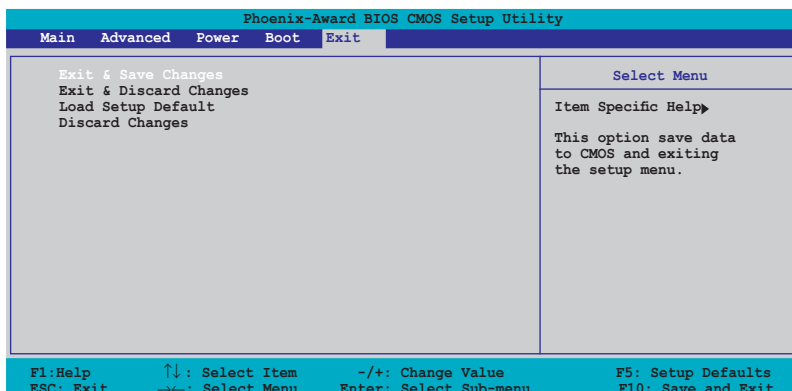 Phoenix-Award BIOS CMOS Setup Utility
Main Advanced Power Boot Exit
Exit & Save Changes
Exit & Discard Changes
Load Setup Default
Discard Changes
Select Menu
Item Specific Help▶
This option save data
to CMOS and exiting
the setup menu.
F1:Help ↑↓: Select Item -/+: Change Value F5: Setup Defaults
ESC: Exit →←: Select Menu Enter: Select Sub-menu F10: Save and Exit